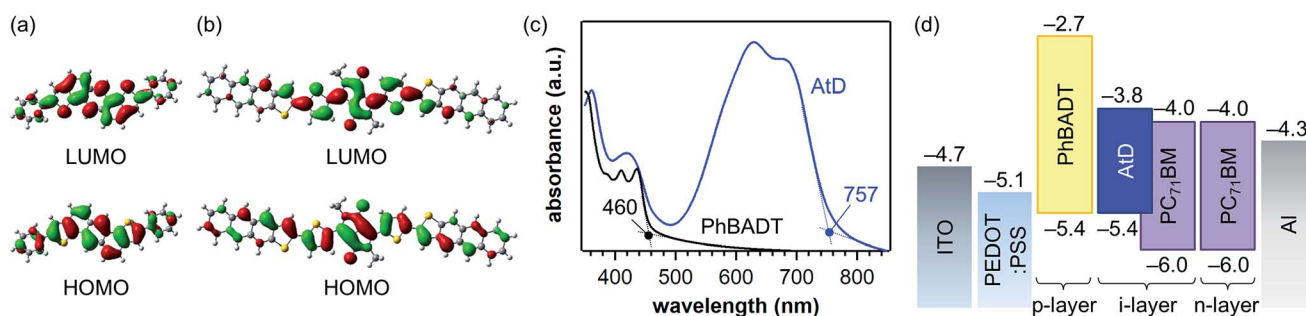 (a)
LUMO
HOMO
(b)
LUMO
HOMO
(c)
absorbance (a.u.)
AtD
460
PhBADT
757
400 500 600 700 800
wavelength (nm)
(d)
–2.7
–3.8
–4.0
–4.0
–4.3
–4.7
–5.1
PhBADT
AtD
PC71BM
PC71BM
ITO
PEDOT
:PSS
Al
–5.4
–5.4
–6.0
–6.0
p-layer
i-layer
n-layer